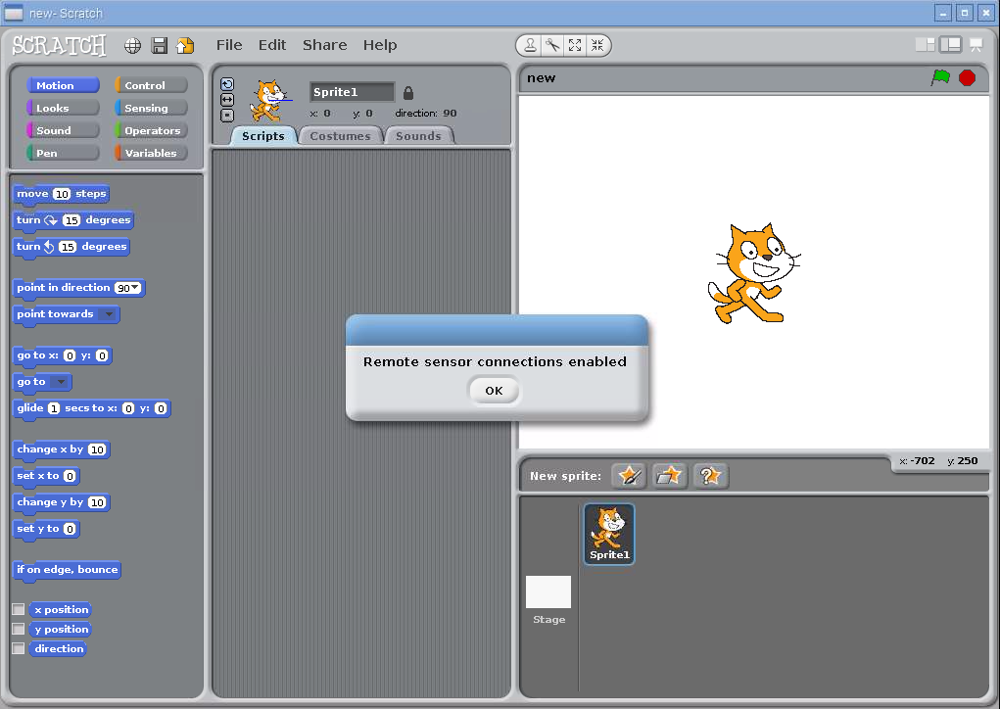 new- Scratch
SCRATCH File Edit Share Help
Motion Control
Looks Sensing
Sound Operators
Pen Variables
move 10 steps
turn 15 degrees
turn 15 degrees
point in direction 90
point towards
go to x: 0 y: 0
go to
glide 1 secs to x: 0 y: 0
change x by 10
set x to 0
change y by 10
set y to 0
if on edge, bounce
x position
y position
direction
Sprite1
x: 0 y: 0 direction: 90
Scripts Costumes Sounds
Remote sensor connections enabled
OK
new
x: -702 y: 250
New sprite:
Sprite1
Stage